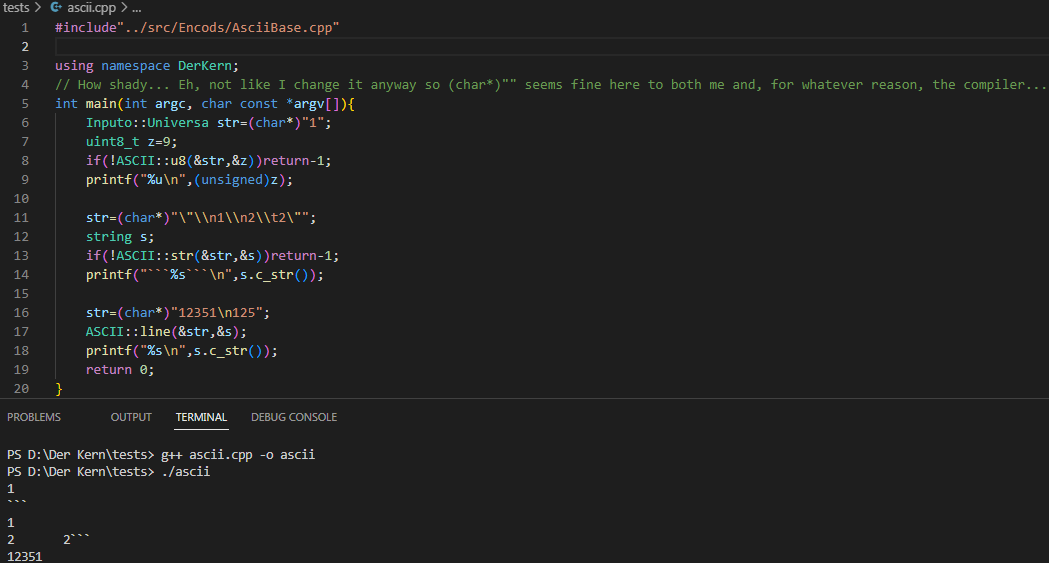 tests > ascii.cpp > ...
1 #include"../src/Encods/AsciiBase.cpp"
2
3 using namespace DerKern;
4 // How shady... Eh, not like I change it anyway so (char*)"" seems fine here to both me and, for whatever reason, the compiler...
5 int main(int argc, char const *argv[]){
6 Inputo::Universa str=(char*)"1";
7 uint8_t z=9;
8 if(!ASCII::u8(&str,&z))return-1;
9 printf("%u\n",(unsigned)z);
10
11 str=(char*)"\"\\n1\\n2\\t2\"";
12 string s;
13 if(!ASCII::str(&str,&s))return-1;
14 printf("```%s```\n",s.c_str());
15
16 str=(char*)"12351\n125";
17 ASCII::line(&str,&s);
18 printf("%s\n",s.c_str());
19 return 0;
20 }
PROBLEMS OUTPUT TERMINAL DEBUG CONSOLE
PS D:\Der Kern\tests> g++ ascii.cpp -o ascii
PS D:\Der Kern\tests> ./ascii
1
```
1
2 2```
12351